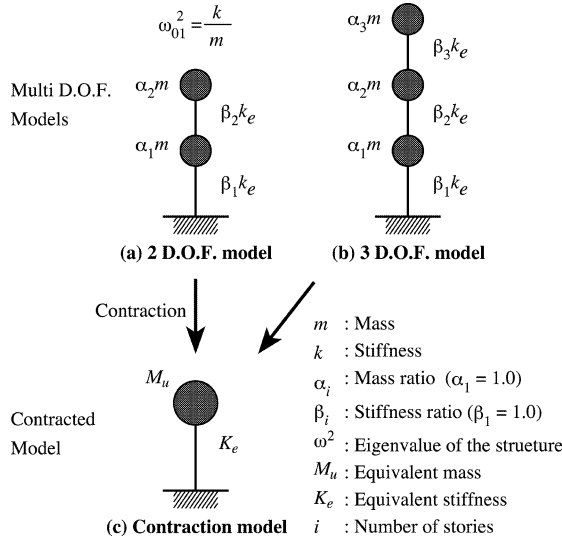 ω₀₁² = k/m
α₃m
β₃kₑ
Multi D.O.F.
Models
α₂m
β₂kₑ
α₁m
β₁kₑ
α₂m
β₂kₑ
α₁m
β₁kₑ
(a) 2 D.O.F. model
(b) 3 D.O.F. model
Contraction
Contracted
Model
Mᵤ
Kₑ
(c) Contraction model
m : Mass
k : Stiffness
αᵢ : Mass ratio (α₁ = 1.0)
βᵢ : Stiffness ratio (β₁ = 1.0)
ω² : Eigenvalue of the strueture
Mᵤ : Equivalent mass
Kₑ : Equivalent stiffness
i : Number of stories